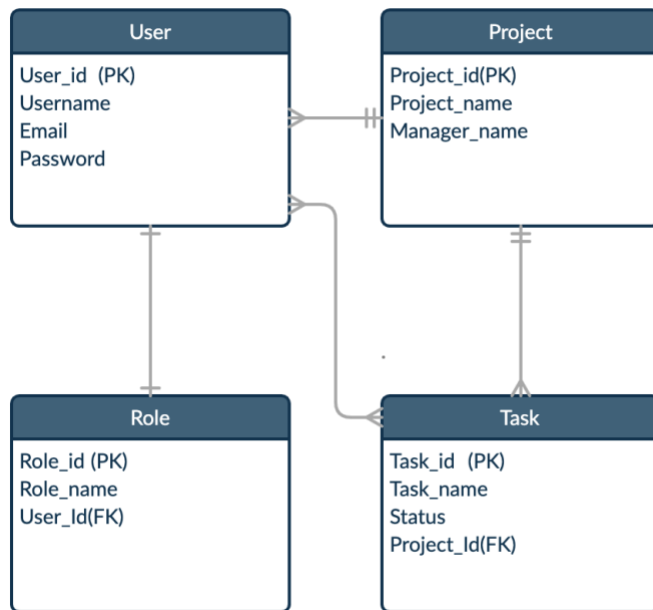 User
User_id (PK)
Username
Email
Password
Project
Project_id(PK)
Project_name
Manager_name
Role
Role_id (PK)
Role_name
User_Id(FK)
Task
Task_id (PK)
Task_name
Status
Project_Id(FK)